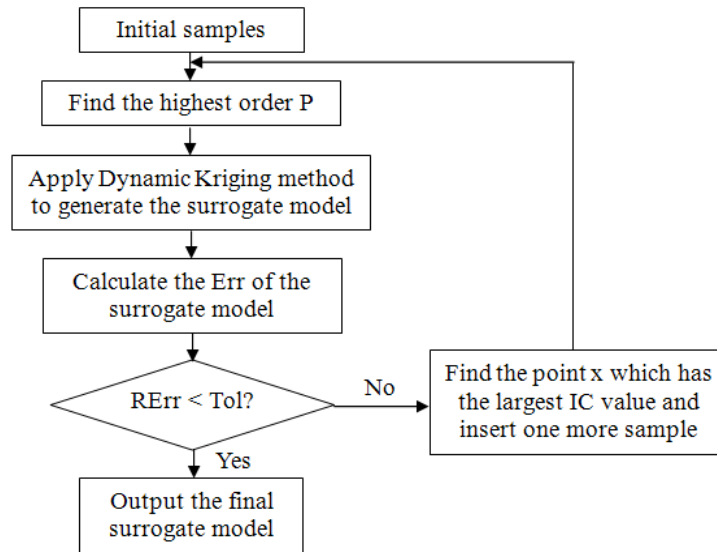 Initial samples
Find the highest order P
Apply Dynamic Kriging method
to generate the surrogate model
Calculate the Err of the
surrogate model
RErr < Tol?
No
Find the point x which has
the largest IC value and
insert one more sample
Yes
Output the final
surrogate model